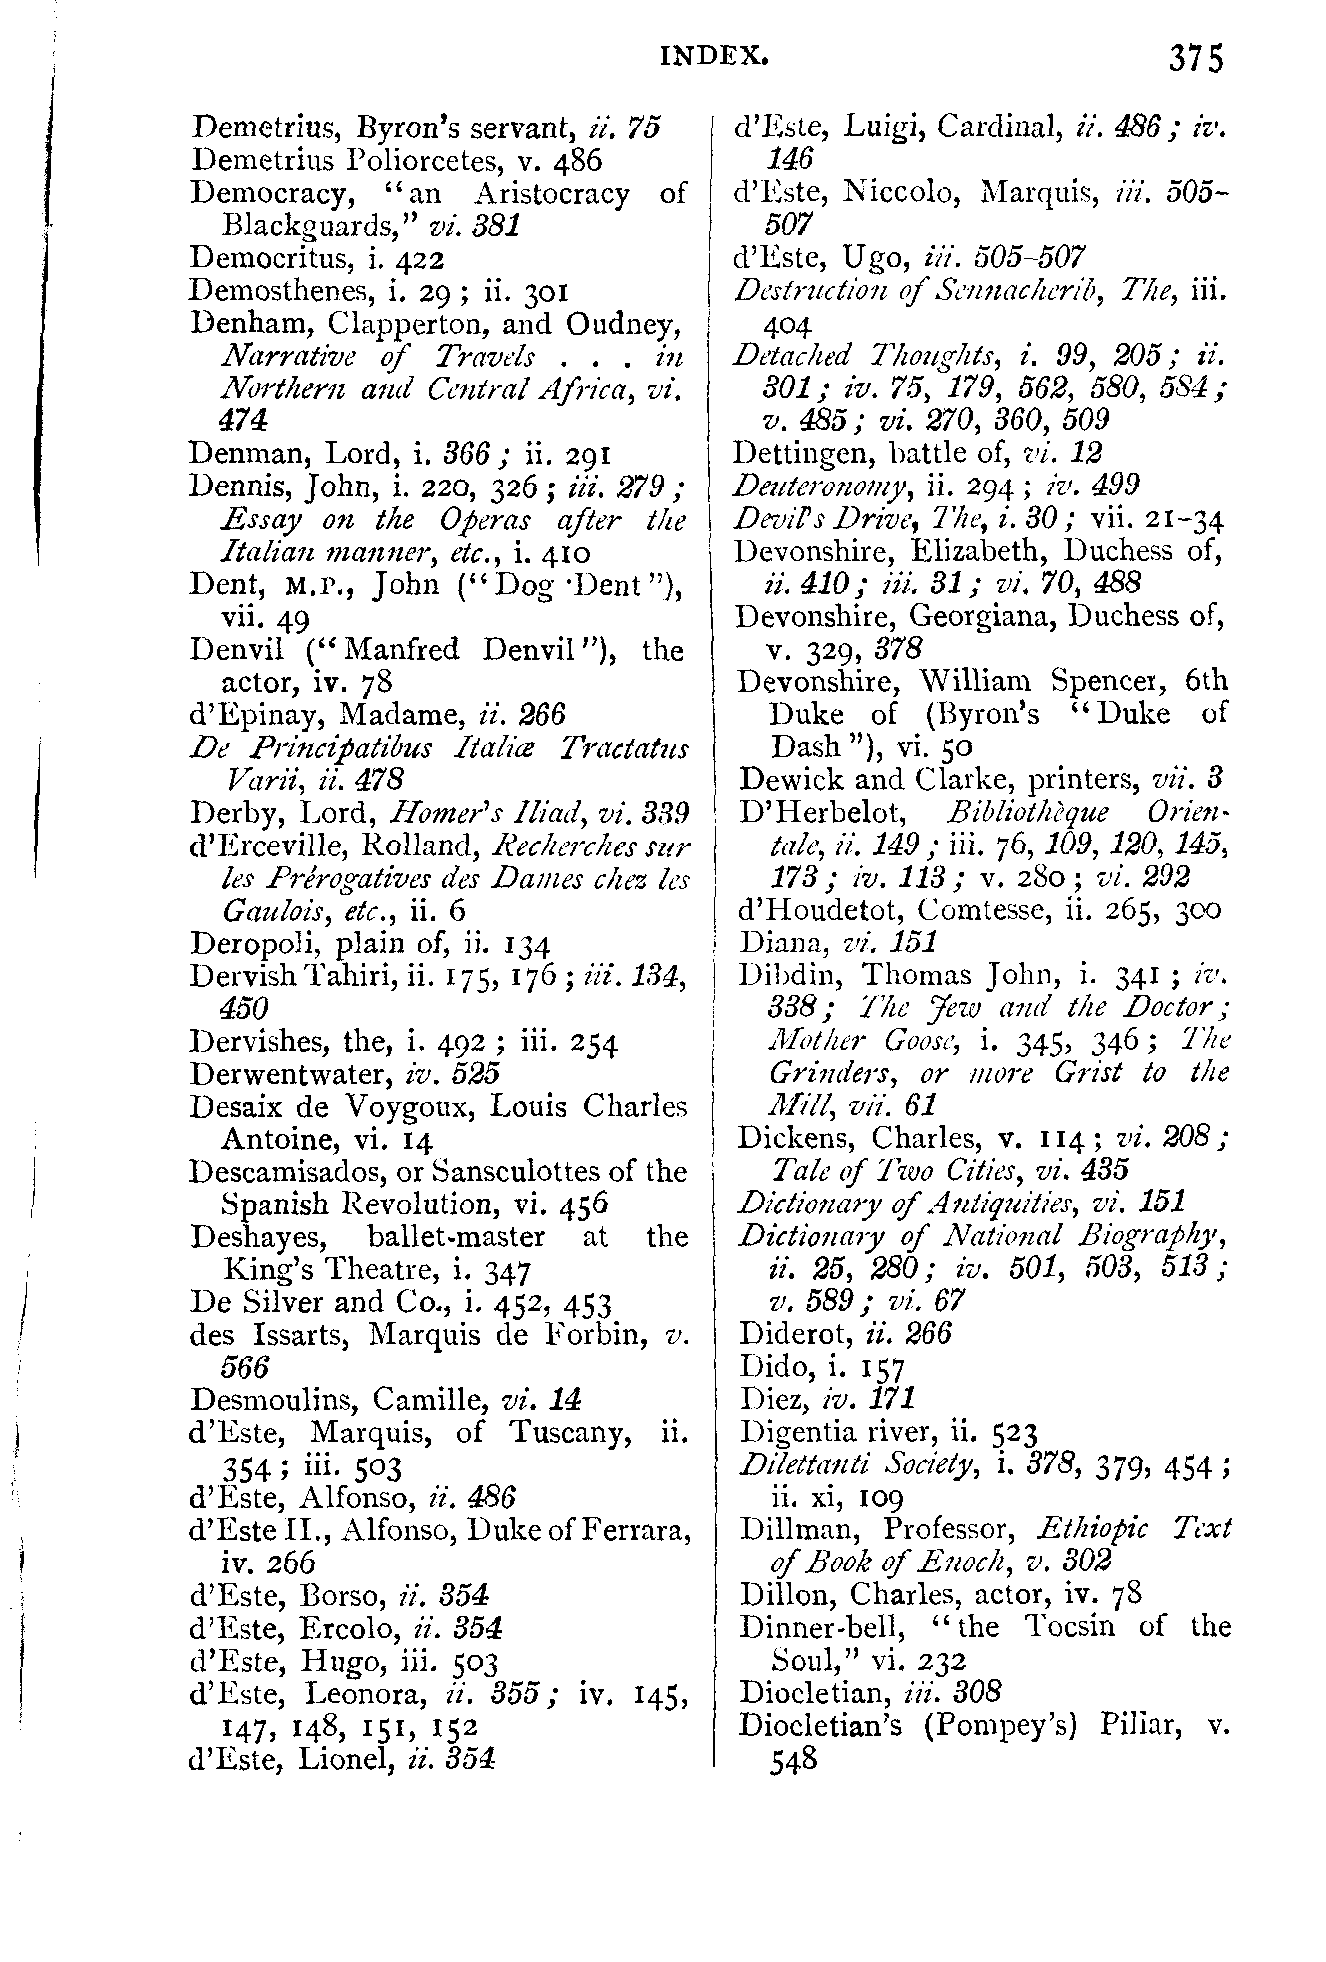 INDEX. 375
Demetrius, Byron's servant, ii. 75
Demetrius Poliorcetes, v. 486
Democracy, "an Aristocracy of
Blackguards," vi. 381
Democritus, i. 422
Demosthenes, i. 29 ; ii. 301
Denham, Clapperton, and Oudney,
Narrative of Travels . . . in
Northern and Central Africa, vi.
474
Denman, Lord, i. 366 ; ii. 291
Dennis, John, i. 220, 326 ; iii. 279 ;
Essay on the Operas after the
Italian manner, etc., i. 410
Dent, M.P., John ("Dog Dent"),
vii. 49
Denvil ("Manfred Denvil"), the
actor, iv. 78
d'Epinay, Madame, ii. 266
De Principatibus Italiæ Tractatus
Varii, ii. 478
Derby, Lord, Homer's Iliad, vi. 339
d'Erceville, Rolland, Recherches sur
les Prérogatives des Dames chez les
Gaulois, etc., ii. 6
Deropoli, plain of, ii. 134
Dervish Tahiri, ii. 175, 176 ; iii. 134,
450
Dervishes, the, i. 492 ; iii. 254
Derwentwater, iv. 525
Desaix de Voygoux, Louis Charles
Antoine, vi. 14
Descamisados, or Sansculottes of the
Spanish Revolution, vi. 456
Deshayes, ballet-master at the
King's Theatre, i. 347
De Silver and Co., i. 452, 453
des Issarts, Marquis de Forbin, v.
566
Desmoulins, Camille, vi. 14
d'Este, Marquis, of Tuscany, ii.
354 ; iii. 503
d'Este, Alfonso, ii. 486
d'Este II., Alfonso, Duke of Ferrara,
iv. 266
d'Este, Borso, ii. 354
d'Este, Ercolo, ii. 354
d'Este, Hugo, iii. 503
d'Este, Leonora, ii. 355 ; iv. 145,
147, 148, 151, 152
d'Este, Lionel, ii. 354
d'Este, Luigi, Cardinal, ii. 486 ; iv.
146
d'Este, Niccolo, Marquis, iii. 505-
507
d'Este, Ugo, iii. 505-507
Destruction of Sennacherib, The, iii.
404
Detached Thoughts, i. 99, 205 ; ii.
301 ; iv. 75, 179, 562, 580, 584 ;
v. 485 ; vi. 270, 360, 509
Dettingen, battle of, vi. 12
Deuteronomy, ii. 294 ; iv. 499
Devil's Drive, The, i. 30 ; vii. 21-34
Devonshire, Elizabeth, Duchess of,
ii. 410 ; iii. 31 ; vi. 70, 488
Devonshire, Georgiana, Duchess of,
v. 329, 378
Devonshire, William Spencer, 6th
Duke of (Byron's "Duke of
Dash"), vi. 50
Dewick and Clarke, printers, vii. 3
D'Herbelot, Bibliothèque Orien-
tale, ii. 149 ; iii. 76, 109, 120, 145,
173 ; iv. 113 ; v. 280 ; vi. 292
d'Houdetot, Comtesse, ii. 265, 300
Diana, vi. 151
Dibdin, Thomas John, i. 341 ; iv.
338 ; The Jew and the Doctor ;
Mother Goose, i. 345, 346 ; The
Grinders, or more Grist to the
Mill, vii. 61
Dickens, Charles, v. 114 ; vi. 208 ;
Tale of Two Cities, vi. 435
Dictionary of Antiquities, vi. 151
Dictionary of National Biography,
ii. 25, 280 ; iv. 501, 503, 513 ;
v. 589 ; vi. 67
Diderot, ii. 266
Dido, i. 157
Diez, iv. 171
Digentia river, ii. 523
Dilettanti Society, i. 378, 379, 454 ;
ii. xi, 109
Dillman, Professor, Ethiopic Text
of Book of Enoch, v. 302
Dillon, Charles, actor, iv. 78
Dinner-bell, "the Tocsin of the
Soul," vi. 232
Diocletian, iii. 308
Diocletian's (Pompey's) Pillar, v.
548